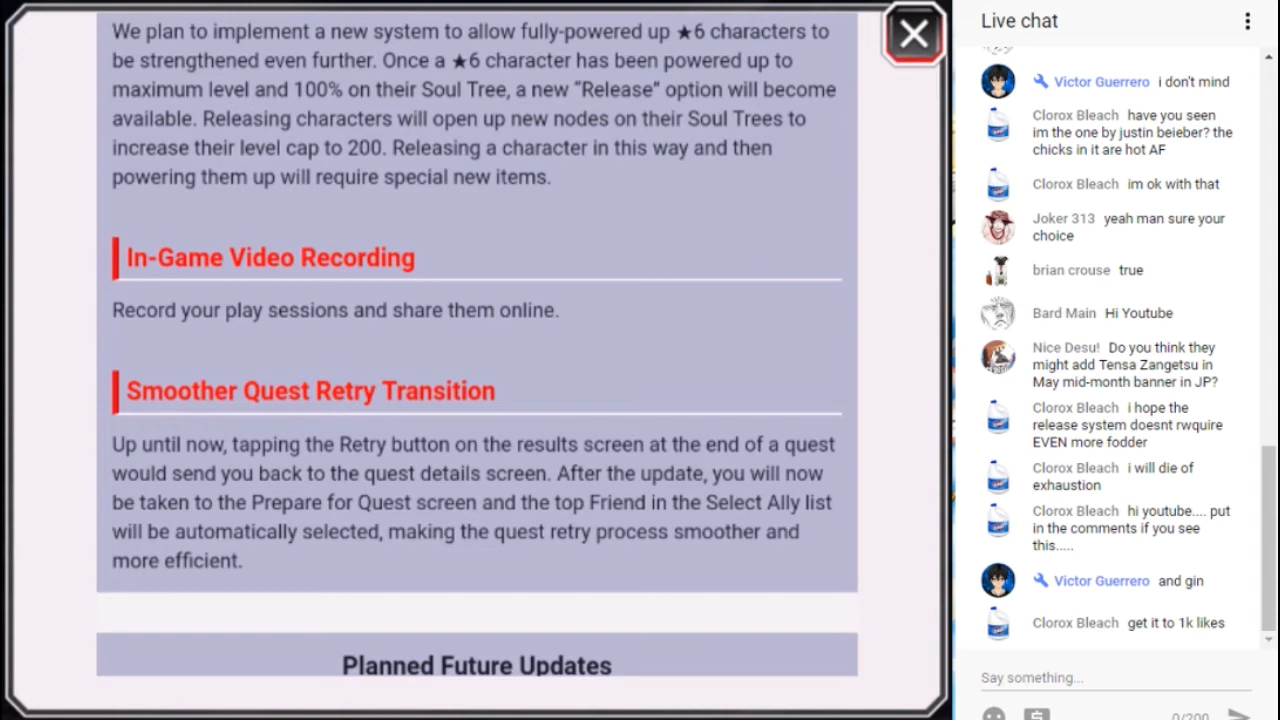 We plan to implement a new system to allow fully-powered up ★6 characters to
be strengthened even further. Once a ★6 character has been powered up to
maximum level and 100% on their Soul Tree, a new “Release” option will become
available. Releasing characters will open up new nodes on their Soul Trees to
increase their level cap to 200. Releasing a character in this way and then
powering them up will require special new items.
In-Game Video Recording
Record your play sessions and share them online.
Smoother Quest Retry Transition
Up until now, tapping the Retry button on the results screen at the end of a quest
would send you back to the quest details screen. After the update, you will now
be taken to the Prepare for Quest screen and the top Friend in the Select Ally list
will be automatically selected, making the quest retry process smoother and
more efficient.
Planned Future Updates
Live chat
Victor Guerrero i don't mind
Clorox Bleach have you seen
im the one by justin beieber? the
chicks in it are hot AF
Clorox Bleach im ok with that
Joker 313 yeah man sure your
choice
brian crouse true
Bard Main Hi Youtube
Nice Desu! Do you think they
might add Tensa Zangetsu in
May mid-month banner in JP?
Clorox Bleach i hope the
release system doesnt rwquire
EVEN more fodder
Clorox Bleach i will die of
exhaustion
Clorox Bleach hi youtube.... put
in the comments if you see
this.....
Victor Guerrero and gin
Clorox Bleach get it to 1k likes
Say something...
0/200